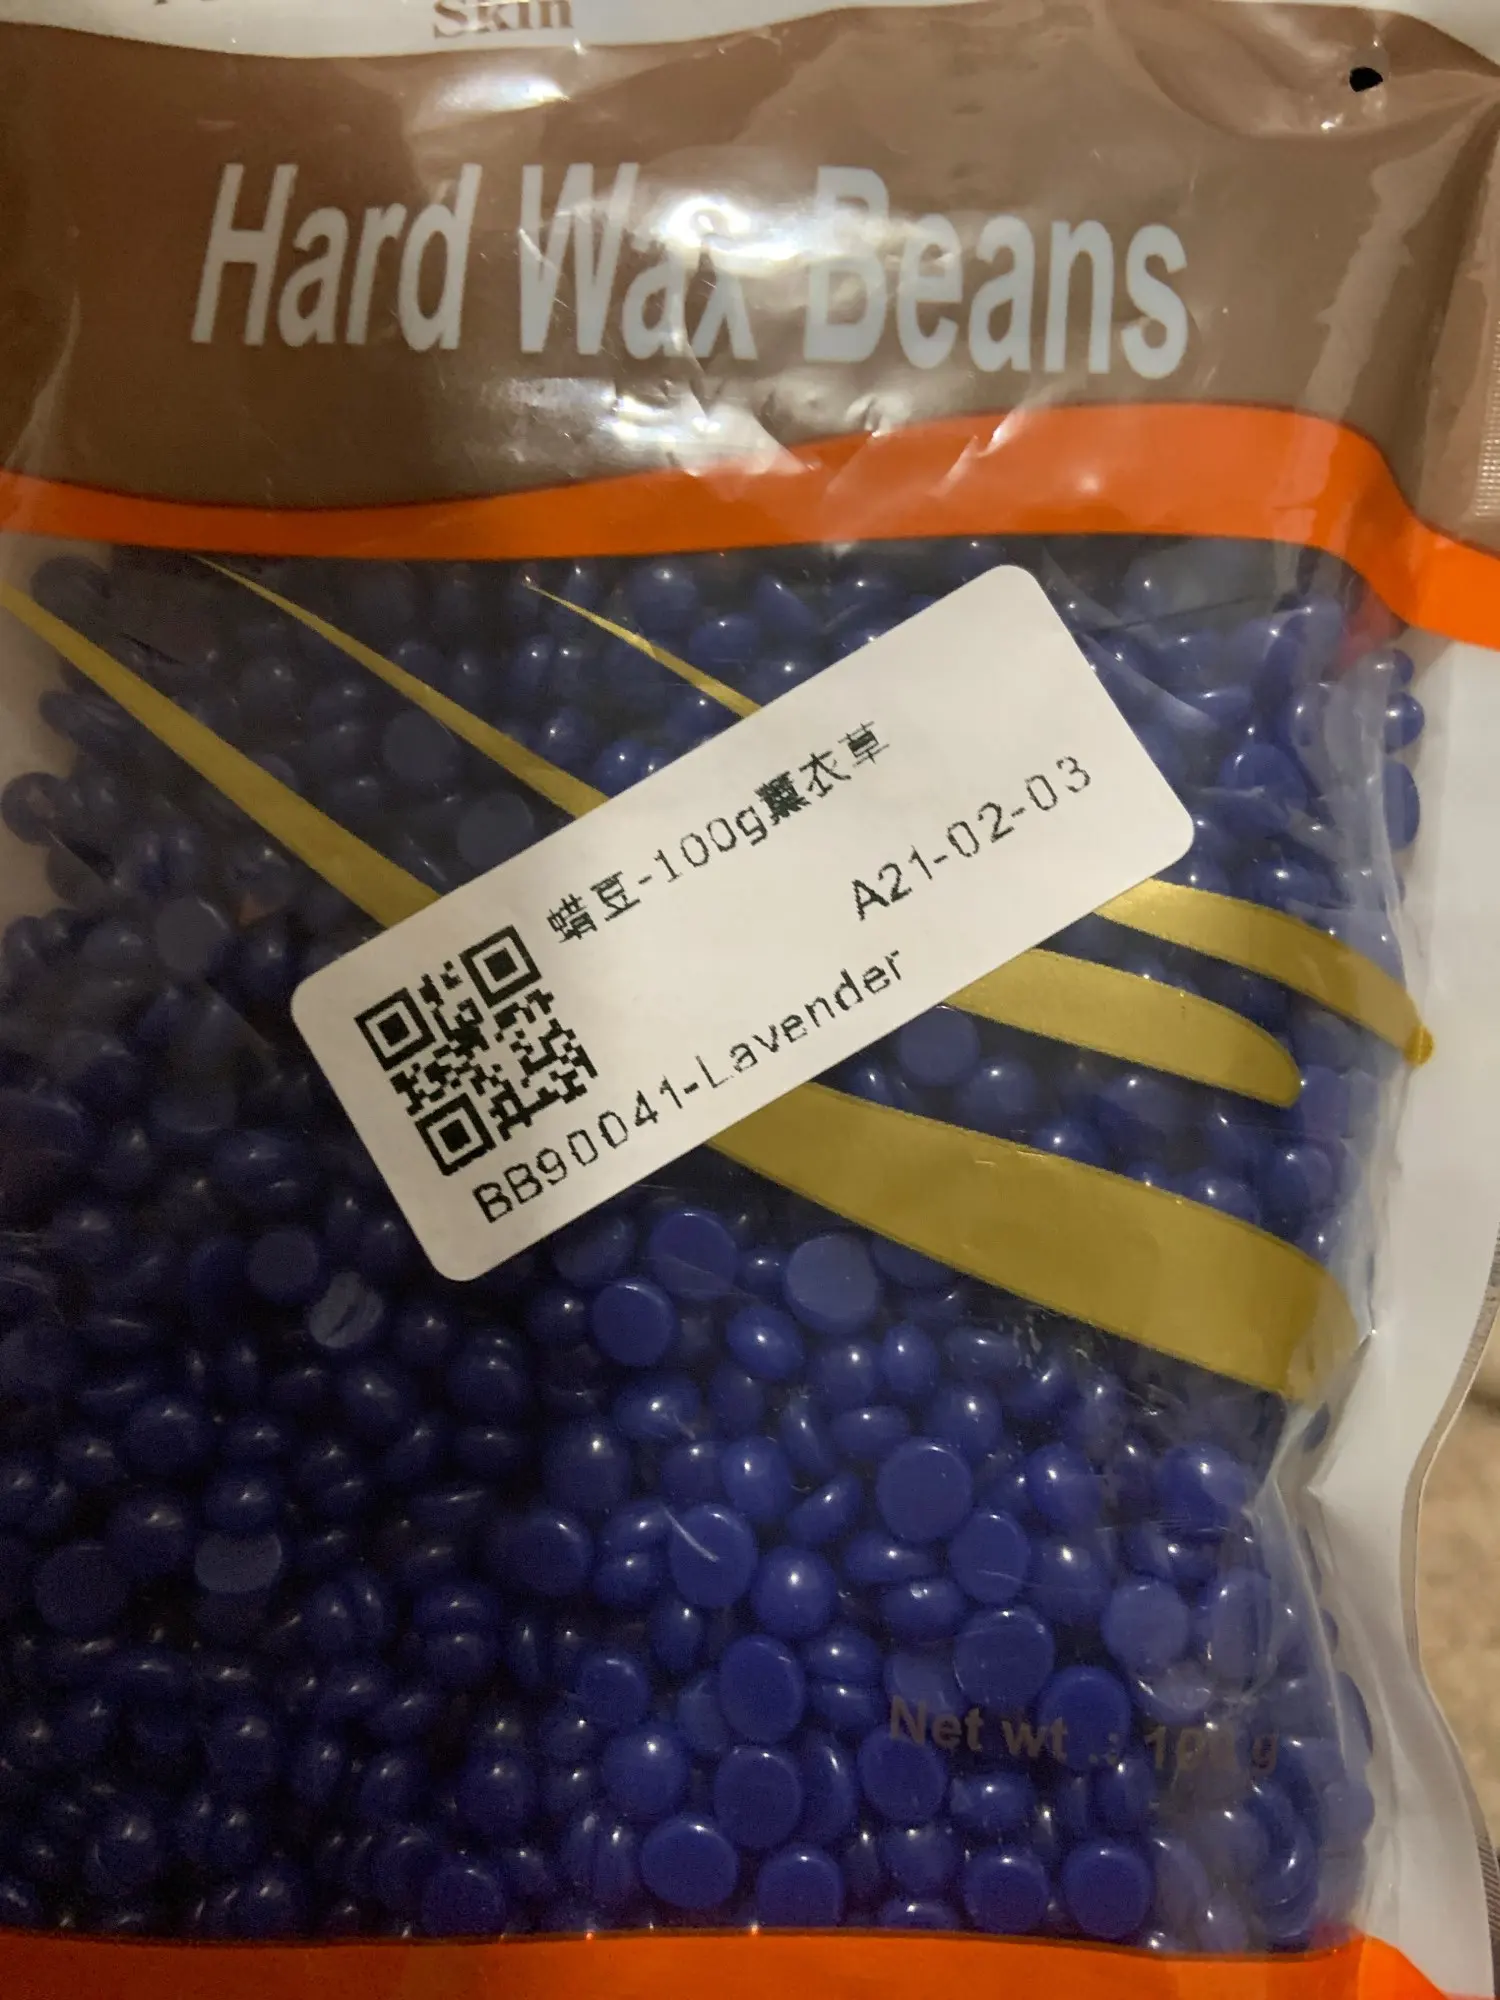 Skin
Hard Wax Beans
蜡豆-100g薰衣草
A21-02-03
BB90041-Lavender
Net wt .: 100 g